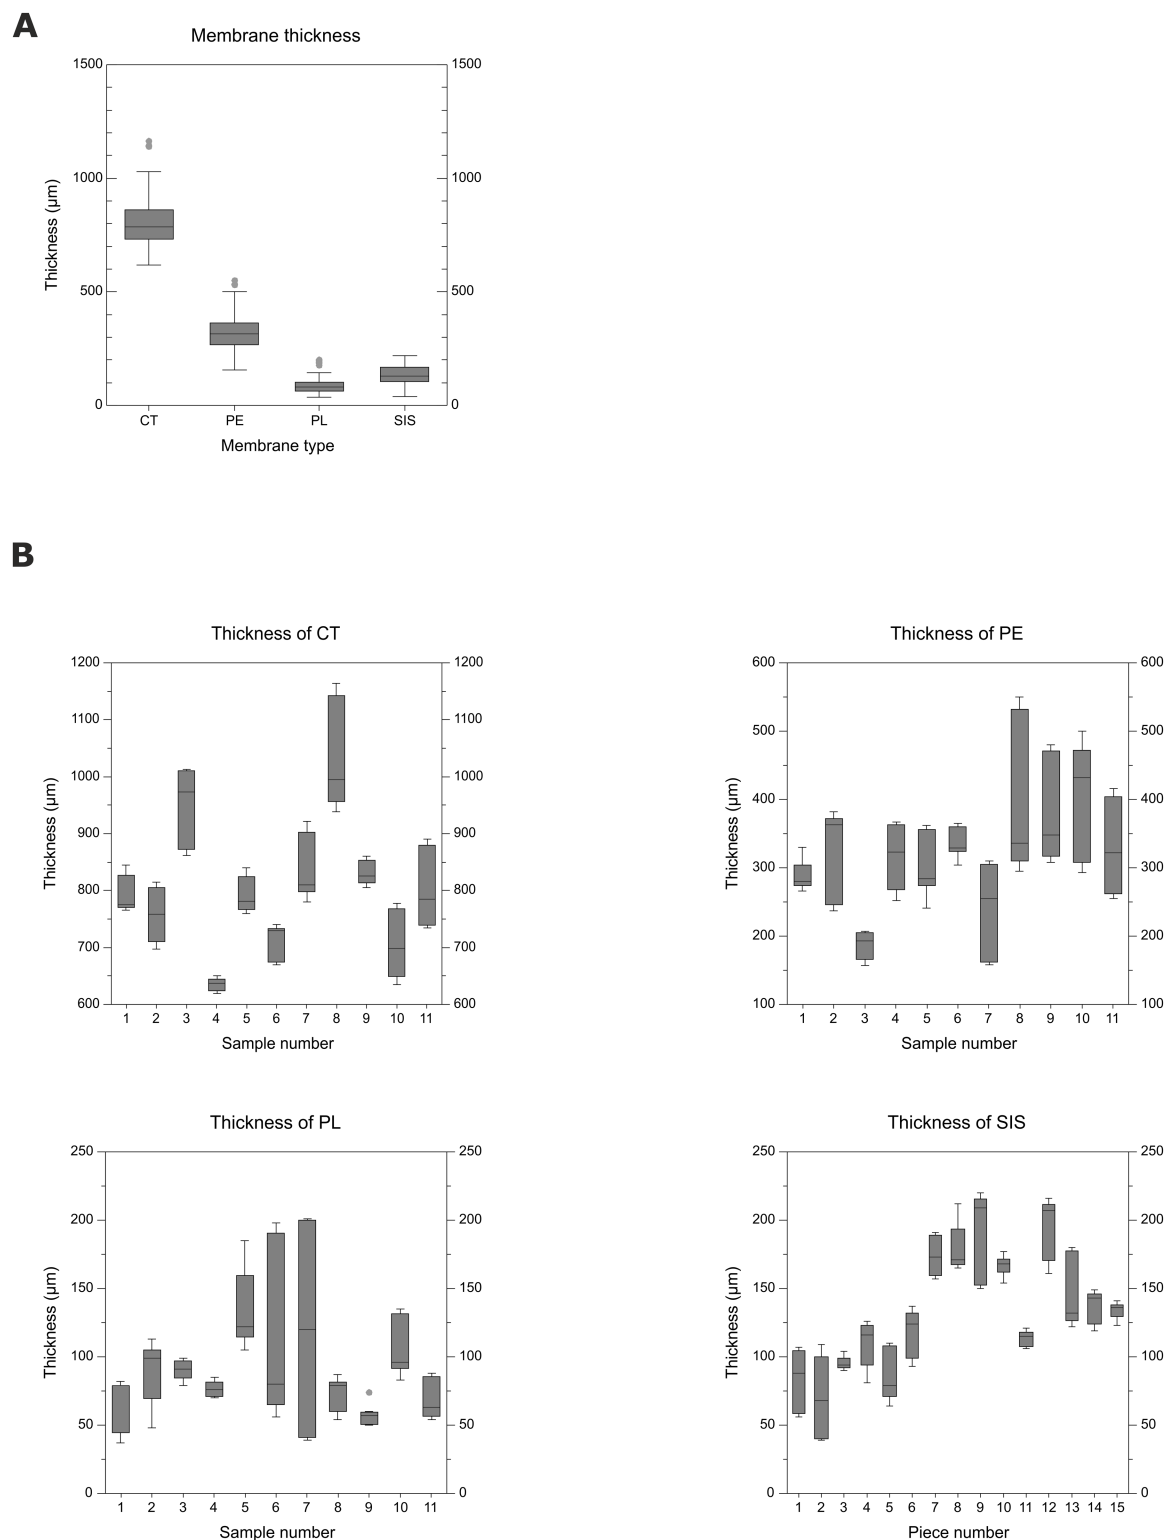 A
Membrane thickness
1500 1500
1000 1000
500 500
0 0
Thickness (µm)
CT PE PL SIS
Membrane type
B
Thickness of CT
1200 1200
1100 1100
1000 1000
900 900
800 800
700 700
600 600
Thickness (µm)
1 2 3 4 5 6 7 8 9 10 11
Sample number
Thickness of PE
600 600
500 500
400 400
300 300
200 200
100 100
Thickness (µm)
1 2 3 4 5 6 7 8 9 10 11
Sample number
Thickness of PL
250 250
200 200
150 150
100 100
50 50
0 0
Thickness (µm)
1 2 3 4 5 6 7 8 9 10 11
Sample number
Thickness of SIS
250 250
200 200
150 150
100 100
50 50
0 0
Thickness (µm)
1 2 3 4 5 6 7 8 9 10 11 12 13 14 15
Piece number